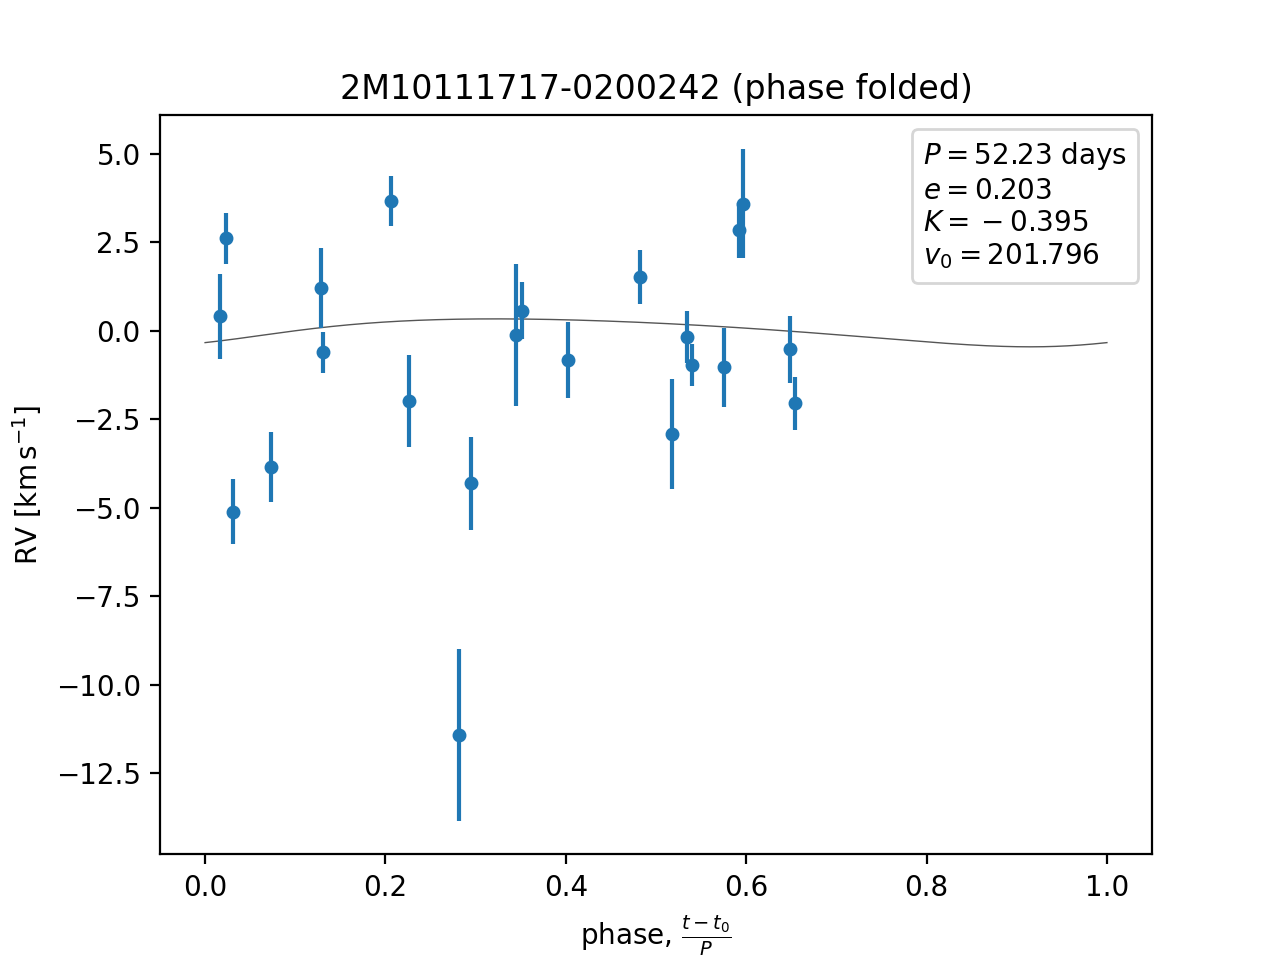 2M10111717-0200242 (phase folded)
P = 52.23 days
e = 0.203
K = −0.395
v₀ = 201.796
5.0
2.5
0.0
−2.5
−5.0
−7.5
−10.0
−12.5
RV [km s⁻¹]
0.0 0.2 0.4 0.6 0.8 1.0
phase, (t − t₀)/P